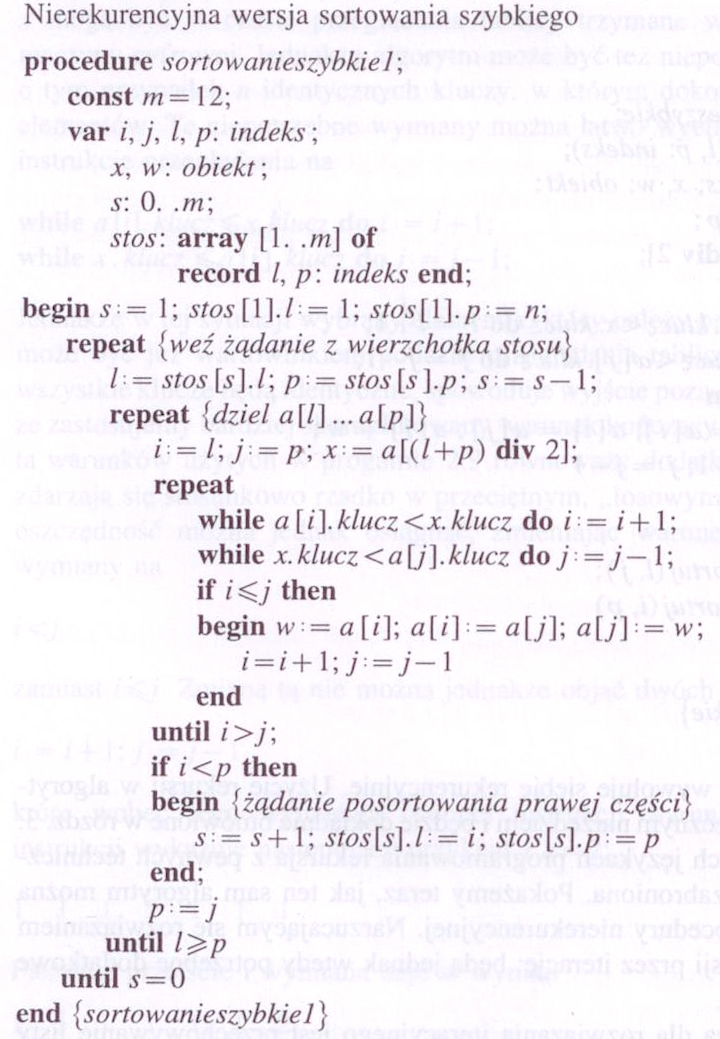 Nierekurencyjna wersja sortowania szybkiego
procedure sortowanieszybkie1;
const m=12;
var i, j, l, p: indeks;
x, w: obiekt;
s: 0. .m;
stos: array [1. .m] of
record l, p: indeks end;
begin s := 1; stos[1].l := 1; stos[1].p := n;
repeat {weź żądanie z wierzchołka stosu}
l := stos[s].l; p := stos[s].p; s := s-1;
repeat {dziel a[l]...a[p]}
i := l; j := p; x := a[(l+p) div 2];
repeat
while a[i].klucz<x.klucz do i := i+1;
while x.klucz<a[j].klucz do j := j-1;
if i⩽j then
begin w := a[i]; a[i] := a[j]; a[j] := w;
i=i+1; j := j-1
end
until i>j;
if i<p then
begin {żądanie posortowania prawej części}
s := s+1; stos[s].l := i; stos[s].p := p
end;
p := j
until l⩾p
until s=0
end {sortowanieszybkie1}